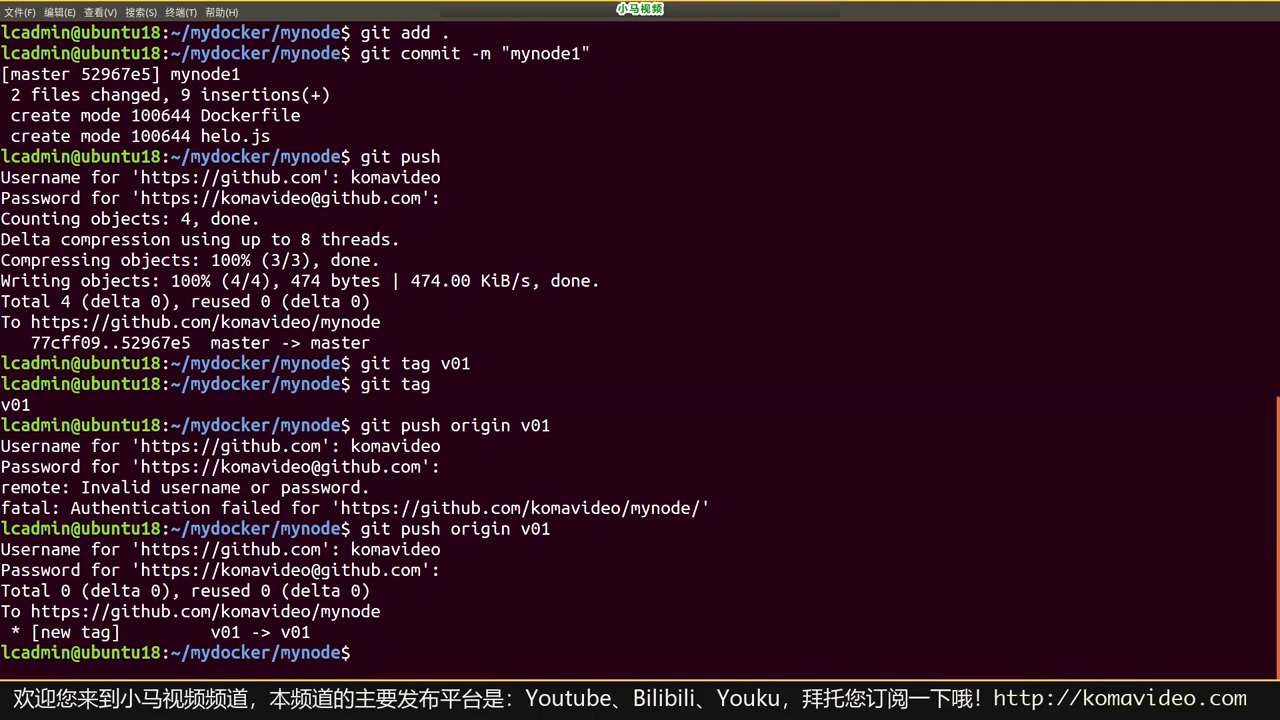 小马视频
文件(F) 编辑(E) 查看(V) 搜索(S) 终端(T) 帮助(H)
lcadmin@ubuntu18:~/mydocker/mynode$ git add .
lcadmin@ubuntu18:~/mydocker/mynode$ git commit -m "mynode1"
[master 52967e5] mynode1
 2 files changed, 9 insertions(+)
 create mode 100644 Dockerfile
 create mode 100644 helo.js
lcadmin@ubuntu18:~/mydocker/mynode$ git push
Username for 'https://github.com': komavideo
Password for 'https://komavideo@github.com':
Counting objects: 4, done.
Delta compression using up to 8 threads.
Compressing objects: 100% (3/3), done.
Writing objects: 100% (4/4), 474 bytes | 474.00 KiB/s, done.
Total 4 (delta 0), reused 0 (delta 0)
To https://github.com/komavideo/mynode
   77cff09..52967e5  master -> master
lcadmin@ubuntu18:~/mydocker/mynode$ git tag v01
lcadmin@ubuntu18:~/mydocker/mynode$ git tag
v01
lcadmin@ubuntu18:~/mydocker/mynode$ git push origin v01
Username for 'https://github.com': komavideo
Password for 'https://komavideo@github.com':
remote: Invalid username or password.
fatal: Authentication failed for 'https://github.com/komavideo/mynode/'
lcadmin@ubuntu18:~/mydocker/mynode$ git push origin v01
Username for 'https://github.com': komavideo
Password for 'https://komavideo@github.com':
Total 0 (delta 0), reused 0 (delta 0)
To https://github.com/komavideo/mynode
 * [new tag]         v01 -> v01
lcadmin@ubuntu18:~/mydocker/mynode$
欢迎您来到小马视频频道，本频道的主要发布平台是：Youtube、Bilibili、Youku，拜托您订阅一下哦！http://komavideo.com